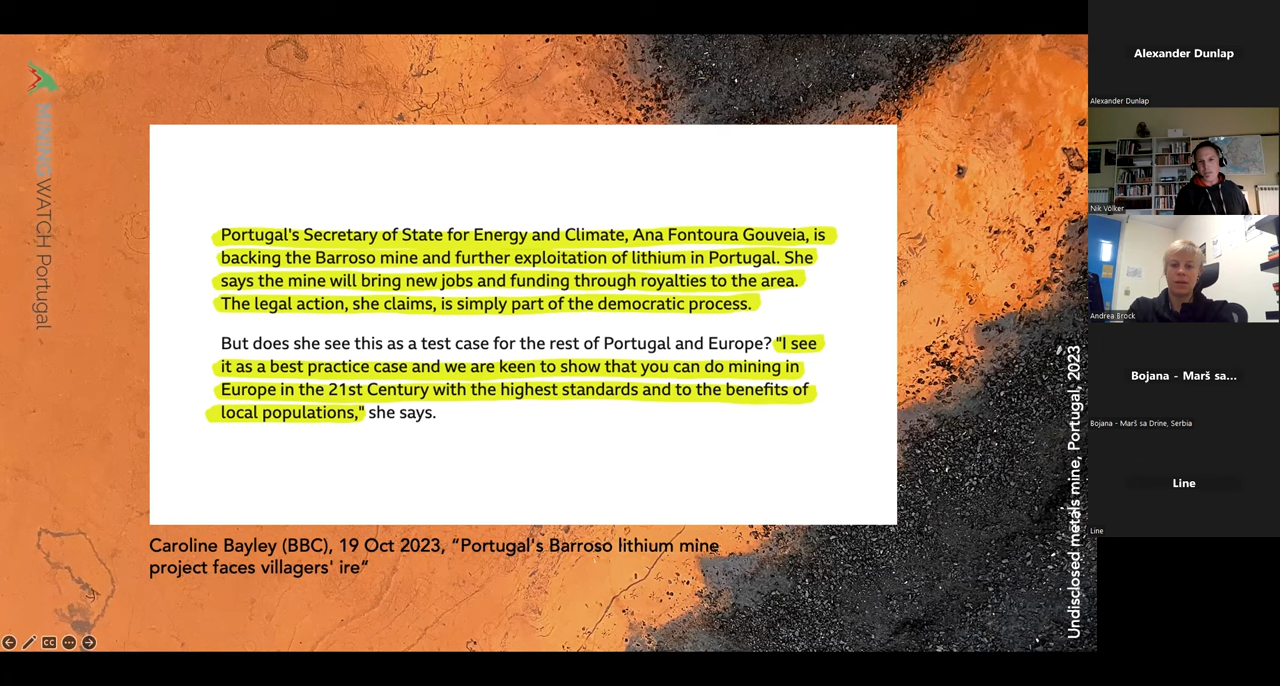 MININGWATCH Portugal
Portugal's Secretary of State for Energy and Climate, Ana Fontoura Gouveia, is
backing the Barroso mine and further exploitation of lithium in Portugal. She
says the mine will bring new jobs and funding through royalties to the area.
The legal action, she claims, is simply part of the democratic process.
But does she see this as a test case for the rest of Portugal and Europe? "I see
it as a best practice case and we are keen to show that you can do mining in
Europe in the 21st Century with the highest standards and to the benefits of
local populations," she says.
Caroline Bayley (BBC), 19 Oct 2023, “Portugal's Barroso lithium mine
project faces villagers' ire“
Undisclosed metals mine, Portugal, 2023
CC
Alexander Dunlap
Alexander Dunlap
Nik Völker
Andrea Brock
Bojana - Marš sa...
Bojana - Marš sa Drine, Serbia
Line
Line